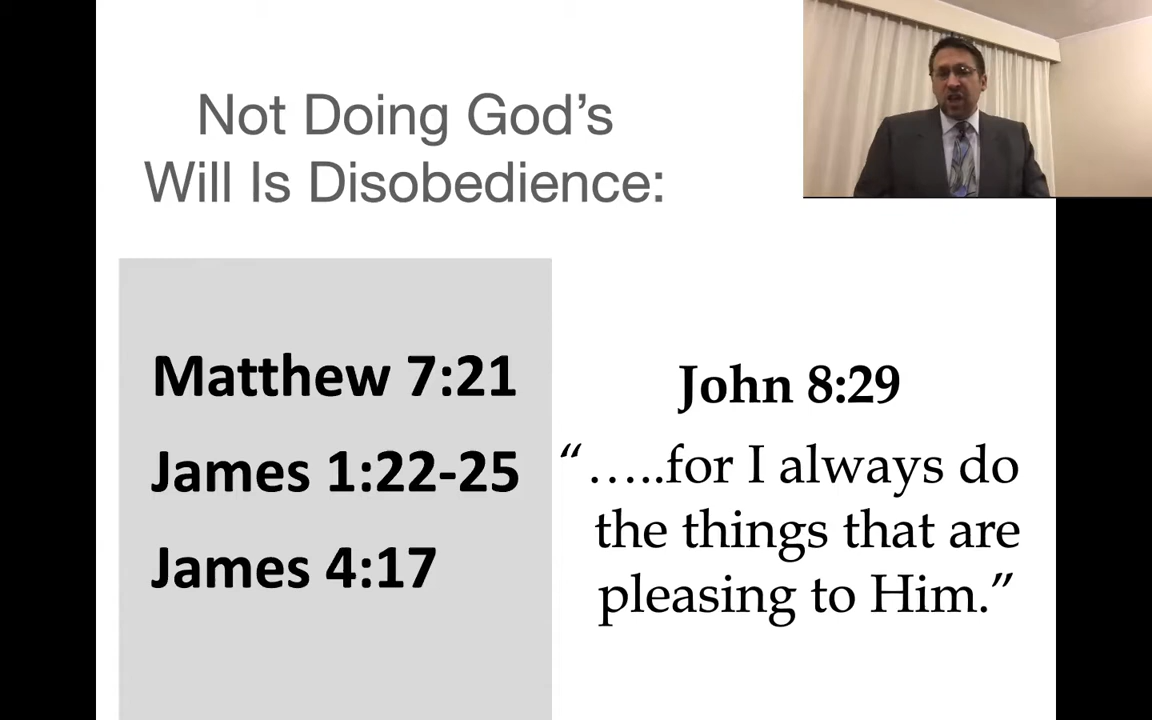 Not Doing God’s
Will Is Disobedience:
Matthew 7:21
James 1:22-25
James 4:17
John 8:29
“…..for I always do
the things that are
pleasing to Him.”